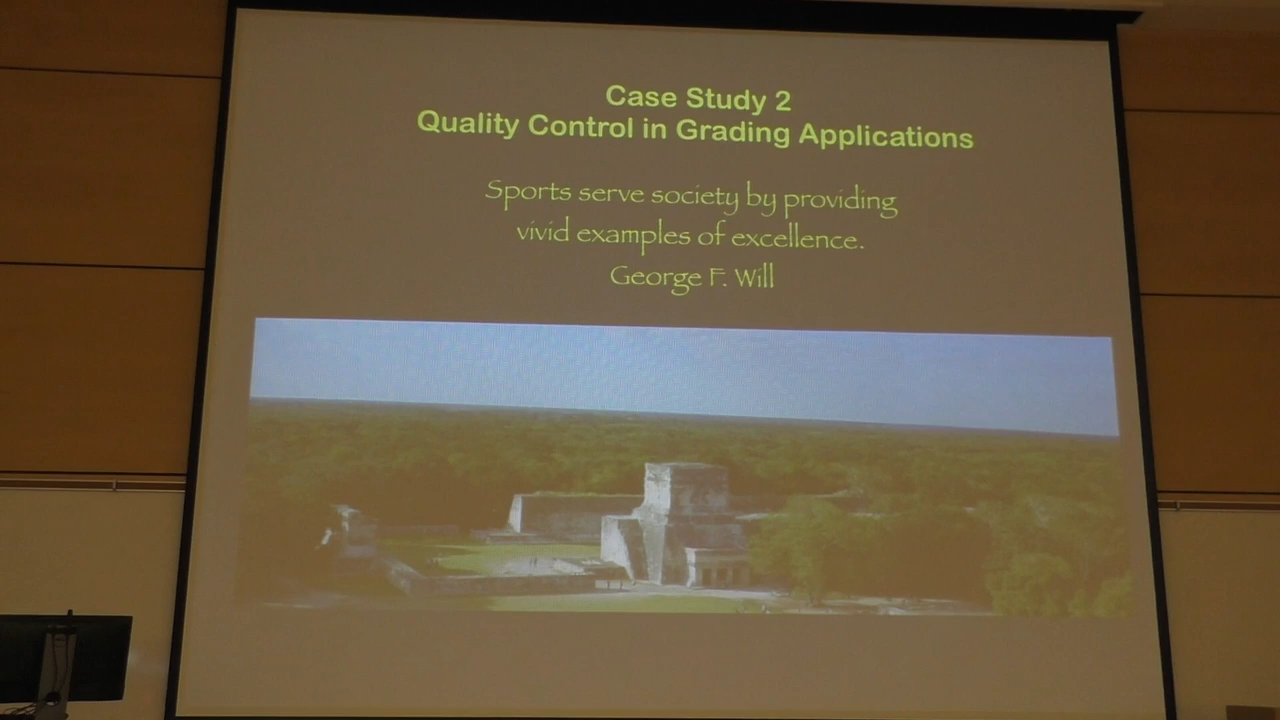 Case Study 2
Quality Control in Grading Applications
Sports serve society by providing
vivid examples of excellence.
George F. Will